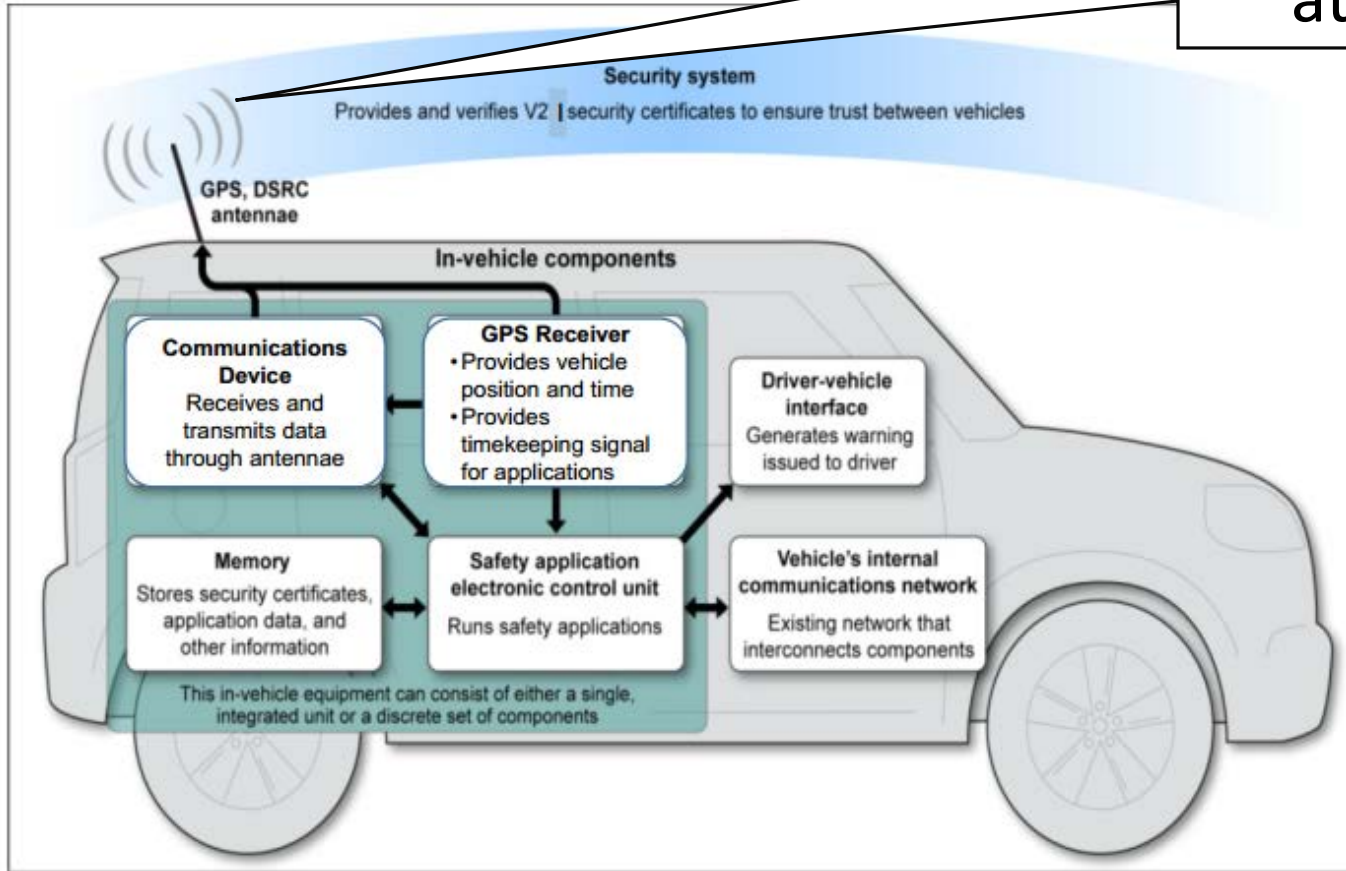 Security system
Provides and verifies V2 I security certificates to ensure trust between vehicles
GPS, DSRC
antennae
In-vehicle components
Communications
Device
Receives and
transmits data
through antennae
GPS Receiver
•Provides vehicle
position and time
•Provides
timekeeping signal
for applications
Driver-vehicle
interface
Generates warning
issued to driver
Memory
Stores security certificates,
application data, and
other information
Safety application
electronic control unit
Runs safety applications
Vehicle's internal
communications network
Existing network that
interconnects components
This in-vehicle equipment can consist of either a single,
integrated unit or a discrete set of components